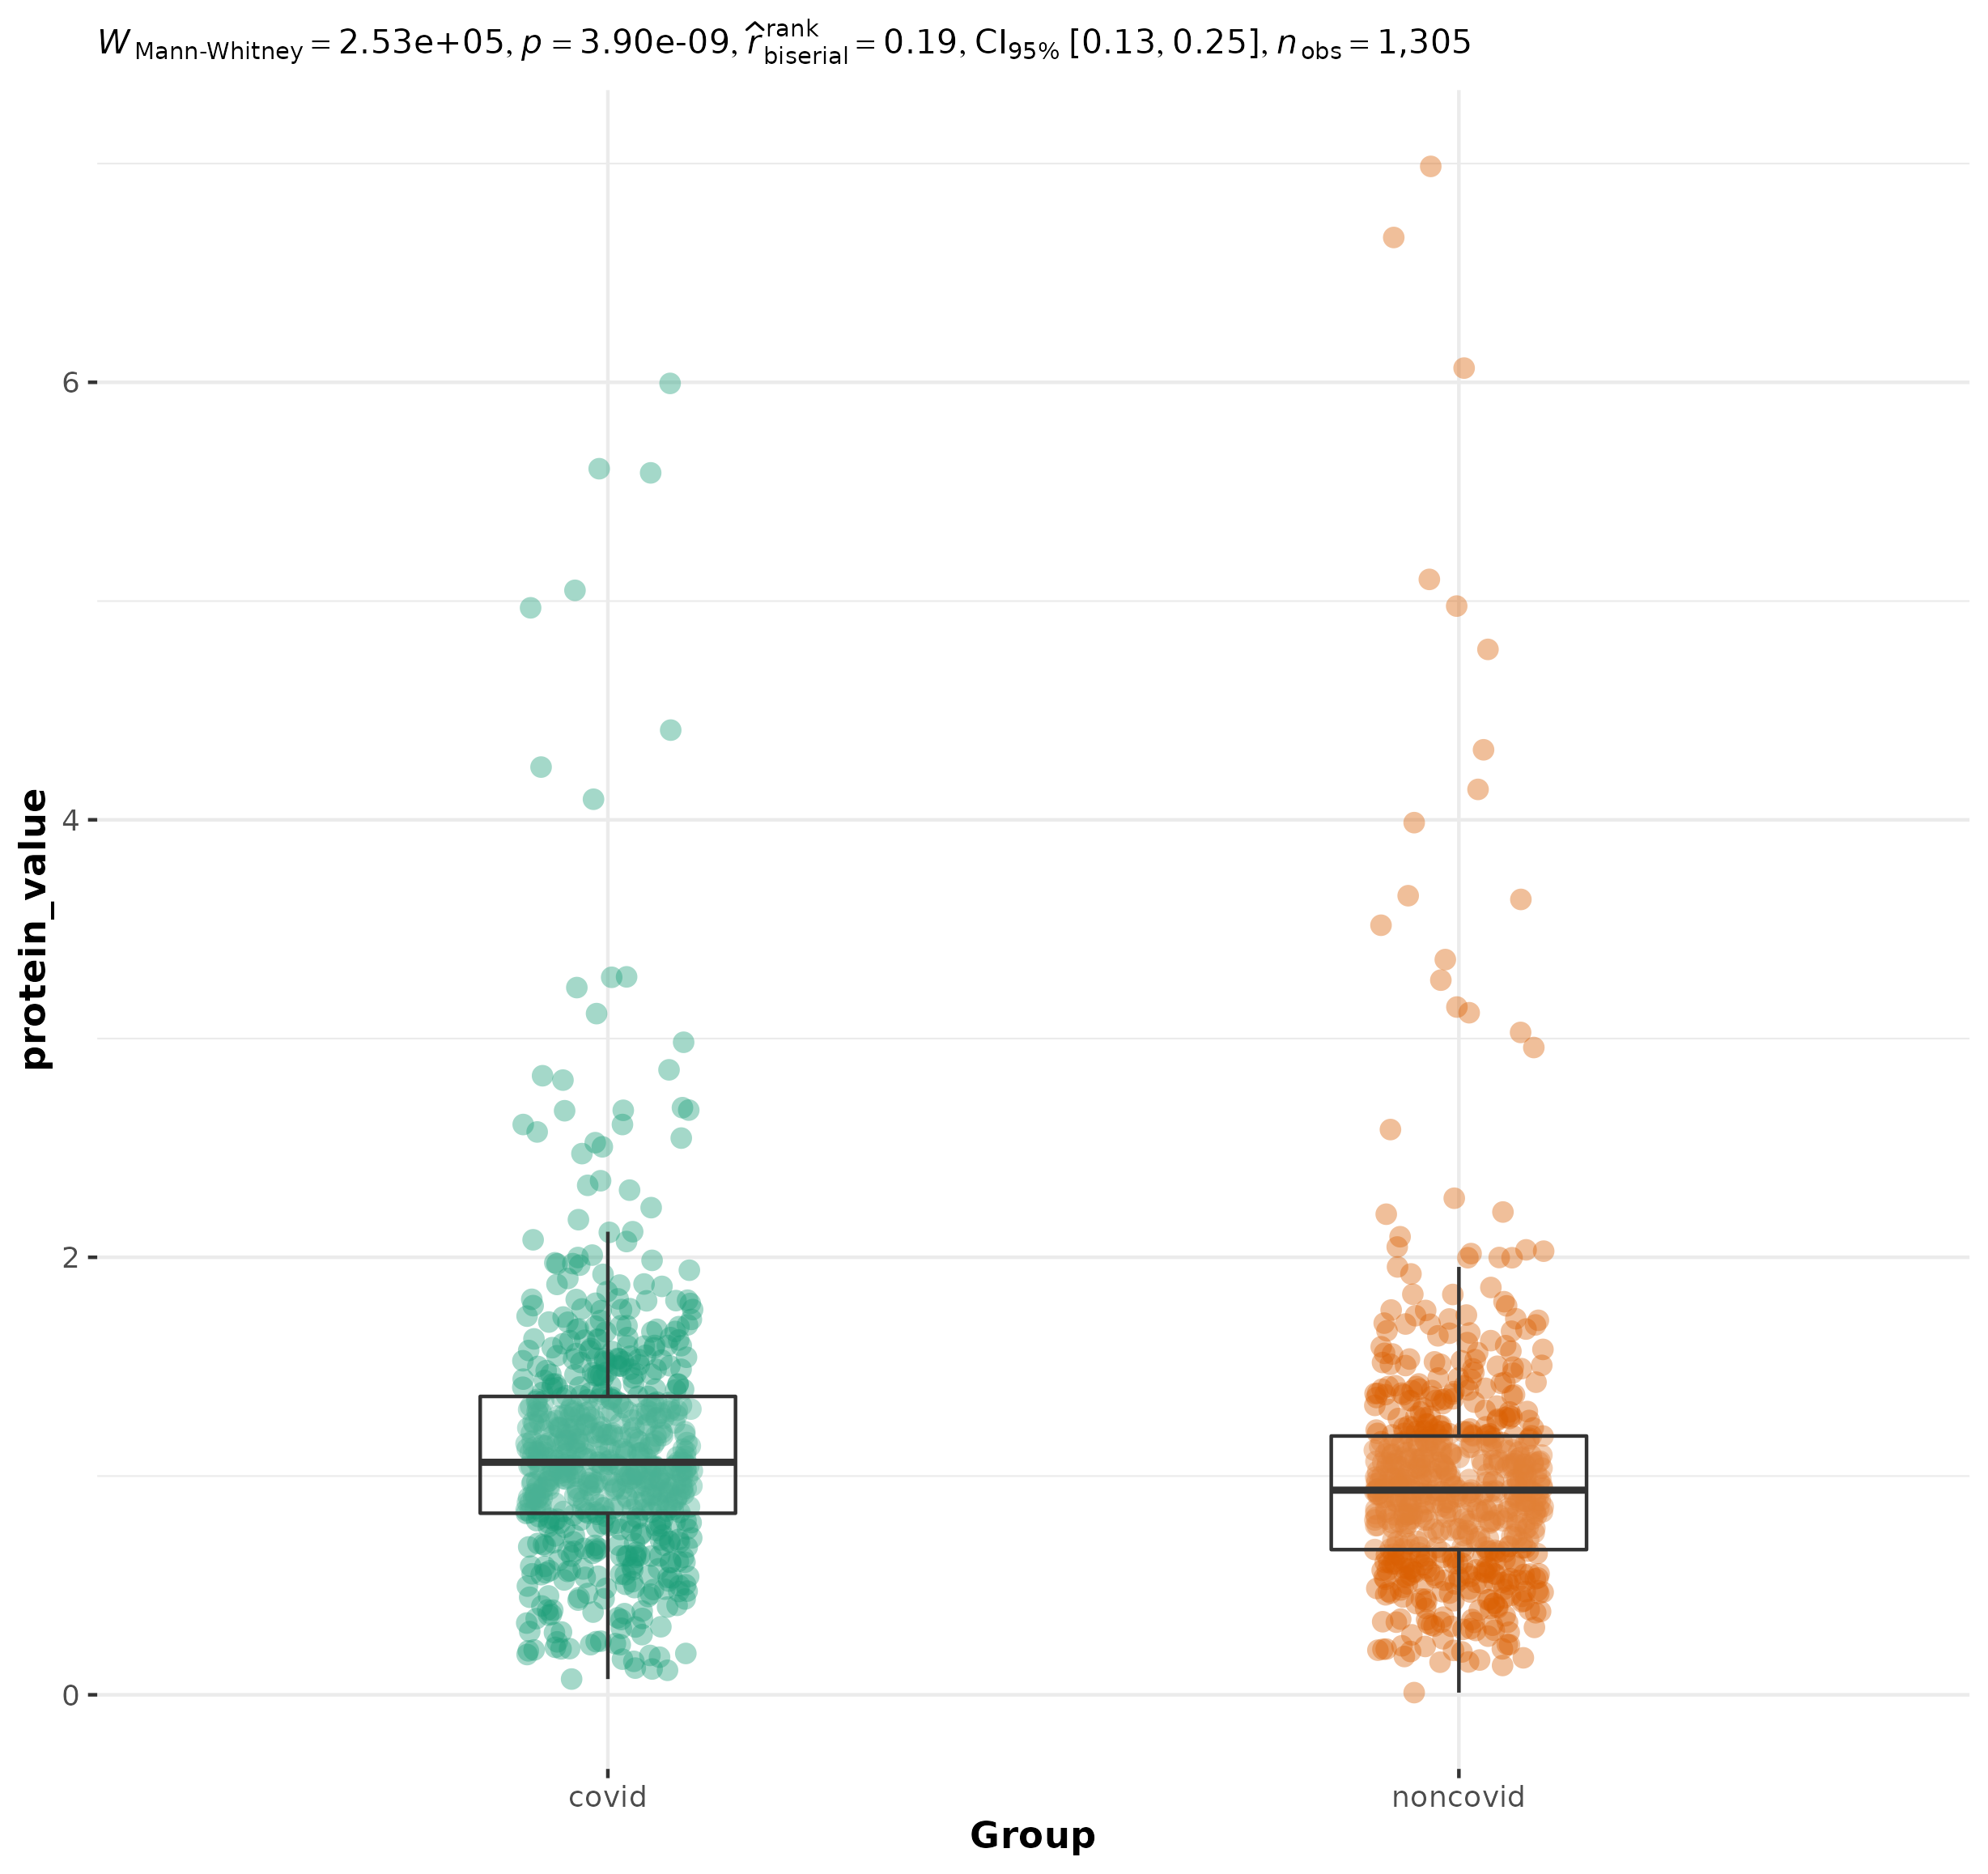 W Mann-Whitney = 2.53e+05, p = 3.90e-09, r̂ rank biserial = 0.19, CI95% [0.13, 0.25], n obs = 1,305
protein_value
6
4
2
0
covid noncovid
Group